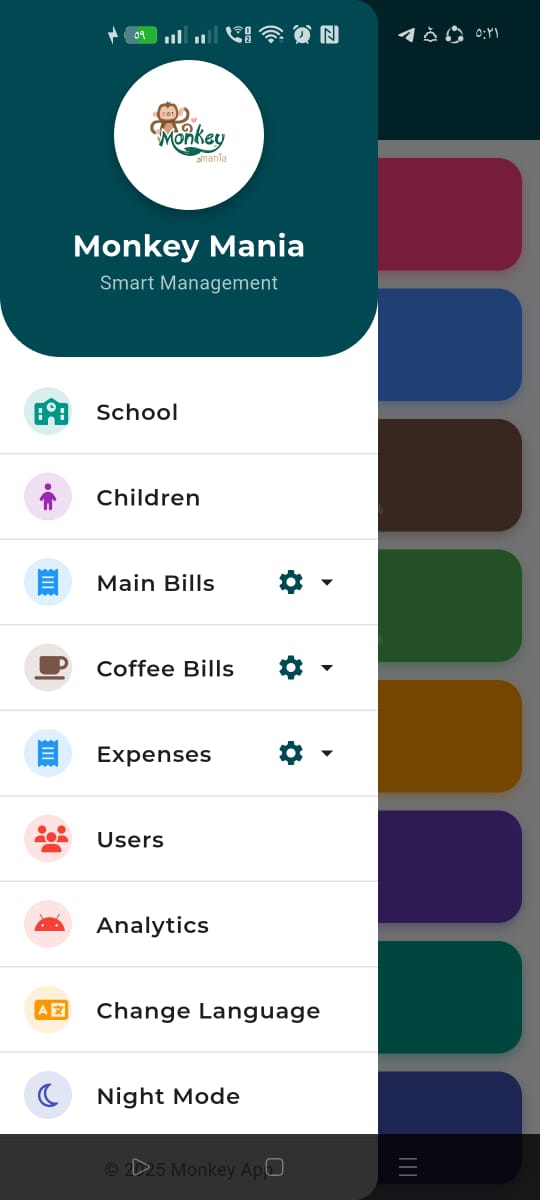 ٥٩
٥:٢١
Monkey
mania
Monkey Mania
Smart Management
School
Children
Main Bills
Coffee Bills
Expenses
Users
Analytics
Change Language
Night Mode
© 2025 Monkey App